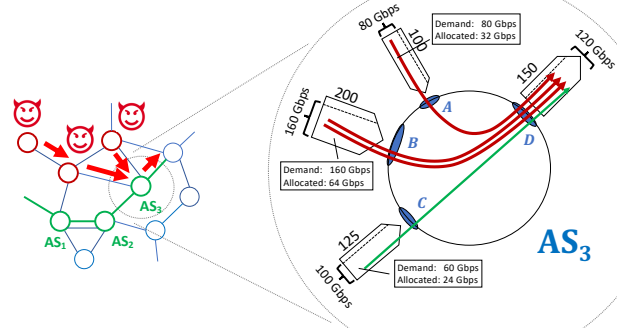 80 Gbps
100
Demand: 80 Gbps
Allocated: 32 Gbps
120 Gbps
150
200
160 Gbps
A
B
D
Demand: 160 Gbps
Allocated: 64 Gbps
C
AS3
AS1
AS2
125
100 Gbps
Demand: 60 Gbps
Allocated: 24 Gbps
AS3